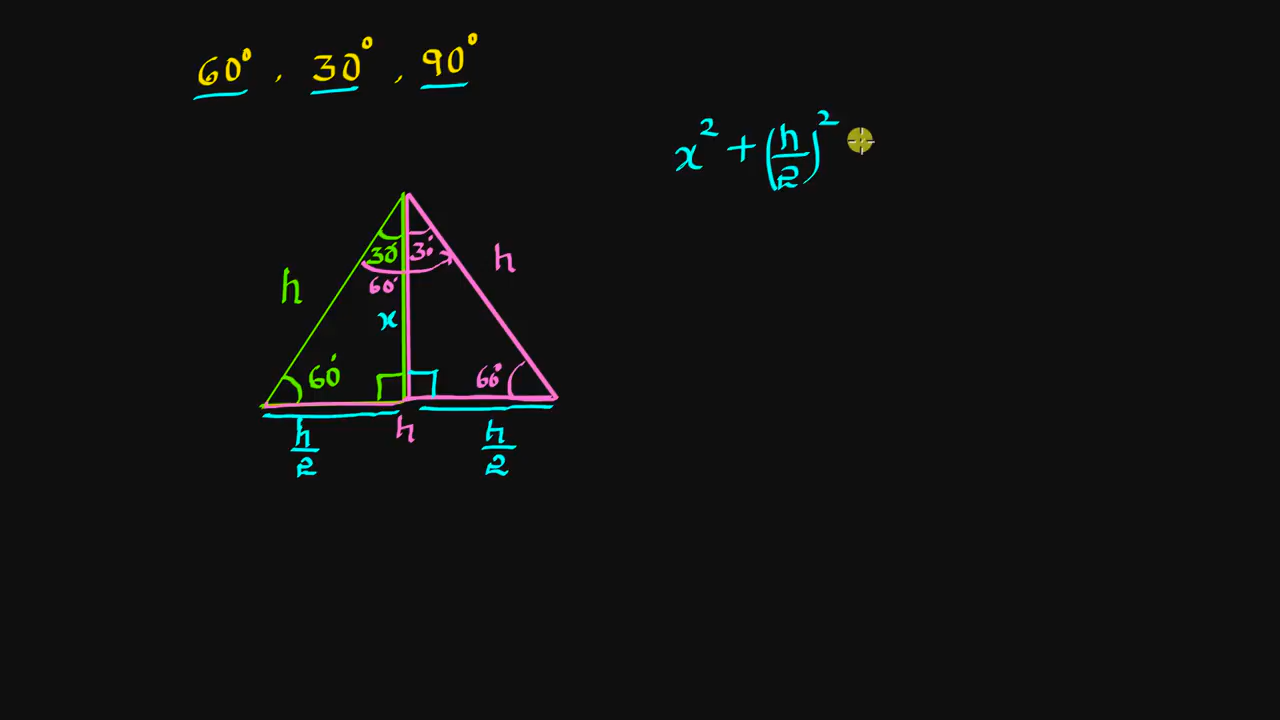 60°, 30°, 90°
x² + (h/2)²
30° 30°
h 60° h
x
60° 60°
h/2 h h/2